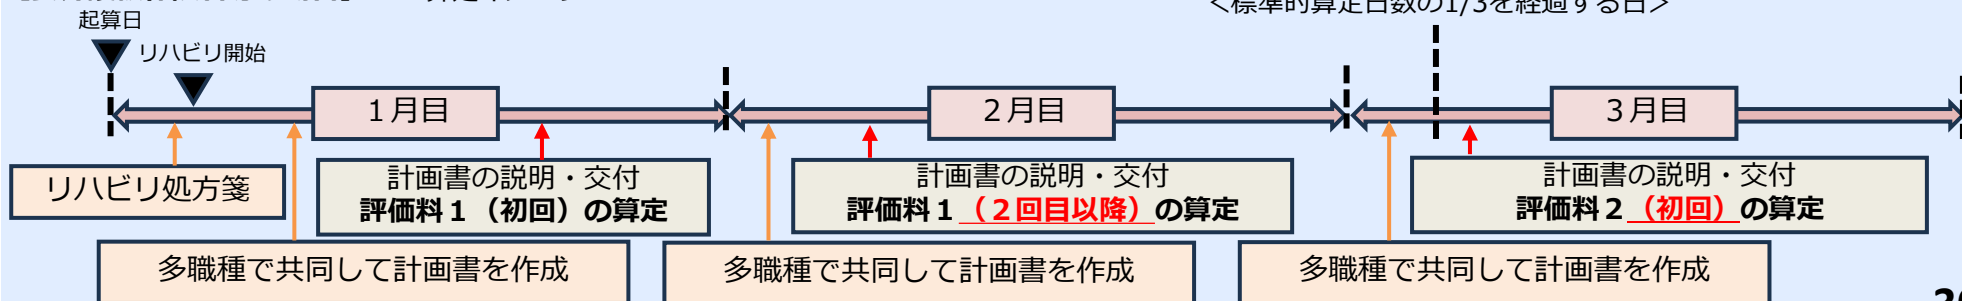 <標準的算定日数の1/3を経過する日>
起算日
リハビリ開始
1月目
2月目
3月目
リハビリ処方箋
計画書の説明・交付
評価料1（初回）の算定
計画書の説明・交付
評価料1（2回目以降）の算定
計画書の説明・交付
評価料2（初回）の算定
多職種で共同して計画書を作成
多職種で共同して計画書を作成
多職種で共同して計画書を作成